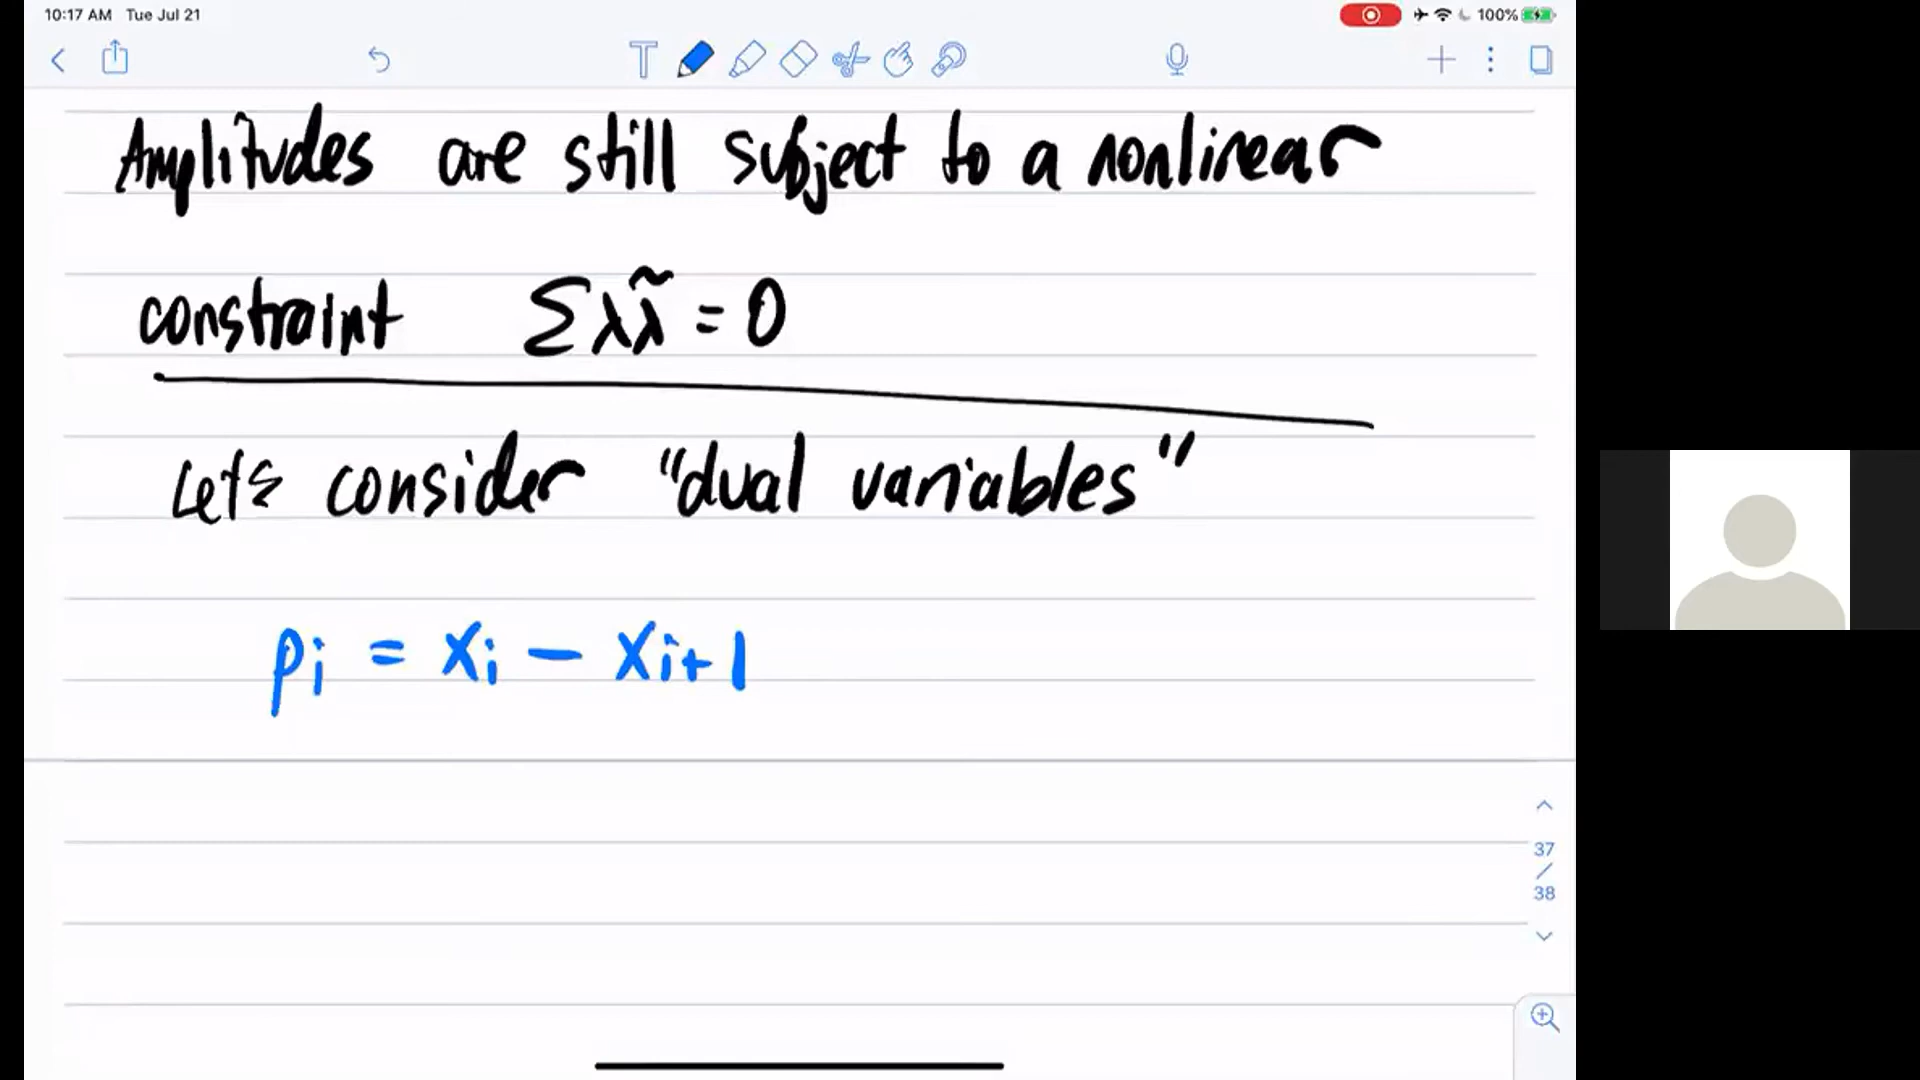 10:17 AM Tue Jul 21
100%
T
Amplitudes are still subject to a nonlinear
constraint Σλλ̃ = 0
Lets consider "dual variables"
pi = xi − xi+1
37
/
38